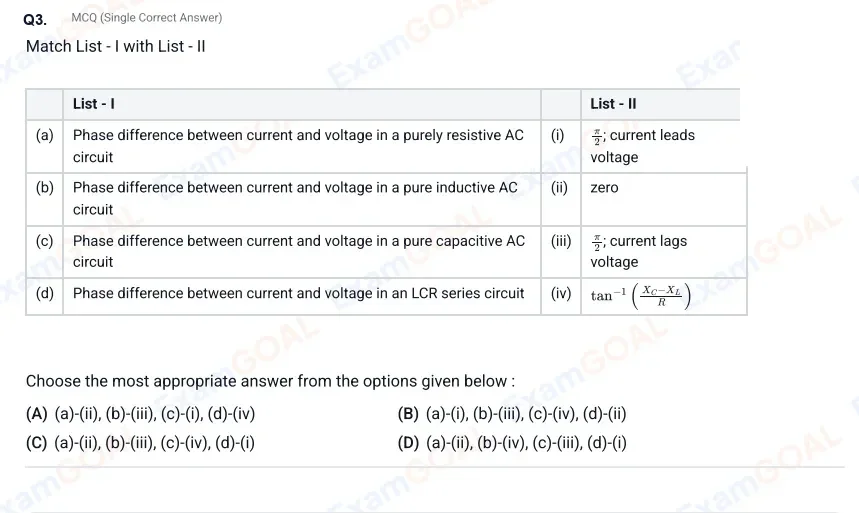 Q3. MCQ (Single Correct Answer)
Match List - I with List - II
List - I List - II
(a) Phase difference between current and voltage in a purely resistive AC circuit (i) π/2; current leads voltage
(b) Phase difference between current and voltage in a pure inductive AC circuit (ii) zero
(c) Phase difference between current and voltage in a pure capacitive AC circuit (iii) π/2; current lags voltage
(d) Phase difference between current and voltage in an LCR series circuit (iv) tan⁻¹ ((X_C−X_L)/R)
Choose the most appropriate answer from the options given below :
(A) (a)-(ii), (b)-(iii), (c)-(i), (d)-(iv) (B) (a)-(i), (b)-(iii), (c)-(iv), (d)-(ii)
(C) (a)-(ii), (b)-(iii), (c)-(iv), (d)-(i) (D) (a)-(ii), (b)-(iv), (c)-(iii), (d)-(i)
ExamGOAL